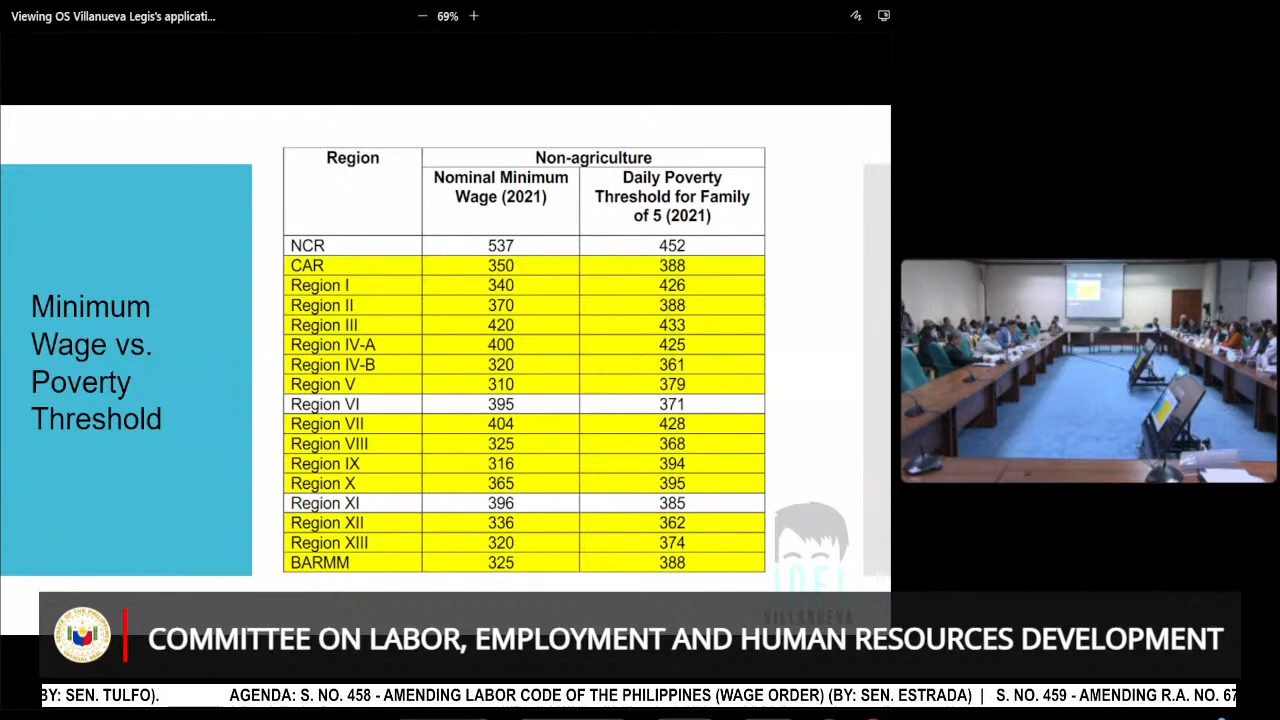 Viewing OS Villanueva Legis's applicati...
69%
Minimum
Wage vs.
Poverty
Threshold
Region Non-agriculture
Nominal Minimum Wage (2021) Daily Poverty Threshold for Family of 5 (2021)
NCR 537 452
CAR 350 388
Region I 340 426
Region II 370 388
Region III 420 433
Region IV-A 400 425
Region IV-B 320 361
Region V 310 379
Region VI 395 371
Region VII 404 428
Region VIII 325 368
Region IX 316 394
Region X 365 395
Region XI 396 385
Region XII 336 362
Region XIII 320 374
BARMM 325 388
VILLANUEVA
COMMITTEE ON LABOR, EMPLOYMENT AND HUMAN RESOURCES DEVELOPMENT
BY: SEN. TULFO). AGENDA: S. NO. 458 - AMENDING LABOR CODE OF THE PHILIPPINES (WAGE ORDER) (BY: SEN. ESTRADA) | S. NO. 459 - AMENDING R.A. NO. 67